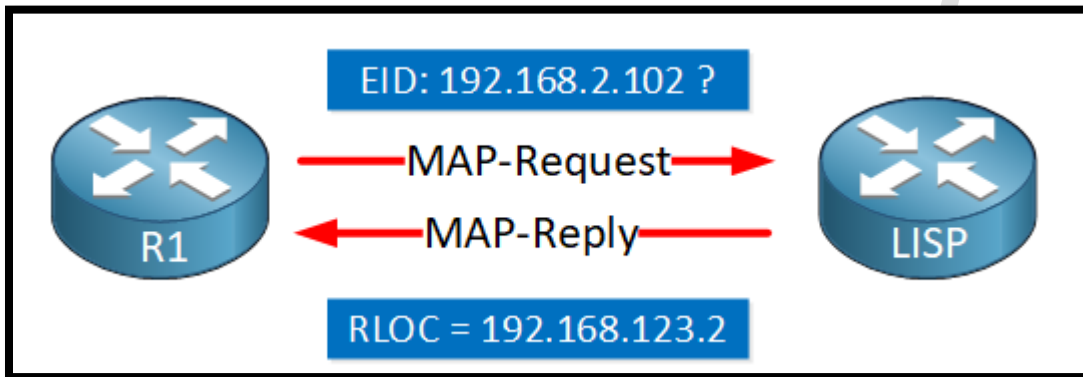 EID: 192.168.2.102 ?
MAP-Request
MAP-Reply
R1
LISP
RLOC = 192.168.123.2